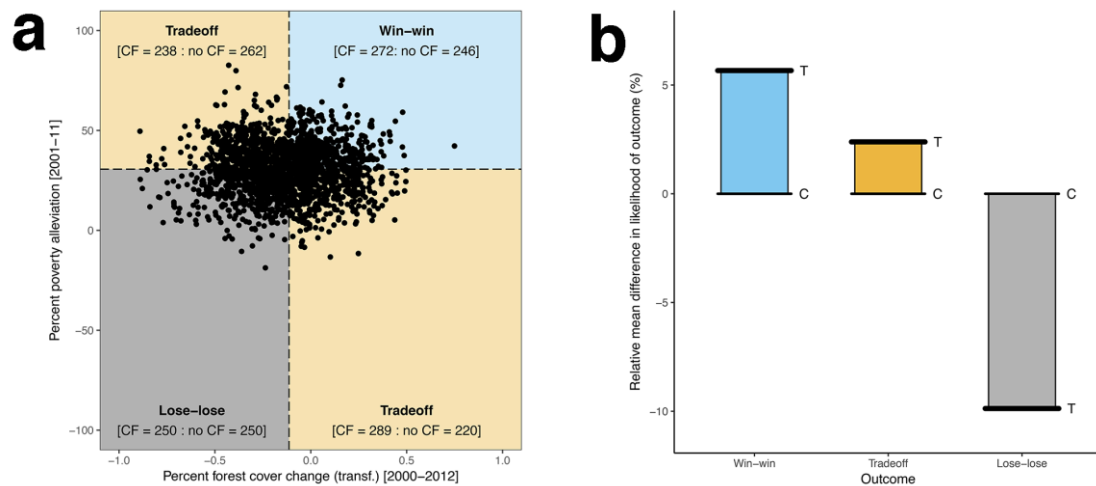 a
Tradeoff
[CF = 238 : no CF = 262]
Win−win
[CF = 272: no CF = 246]
Lose−lose
[CF = 250 : no CF = 250]
Tradeoff
[CF = 289 : no CF = 220]
100
50
0
−50
−100
Percent poverty alleviation [2001−11]
−1.0
−0.5
0.0
0.5
1.0
Percent forest cover change (transf.) [2000−2012]
b
Relative mean difference in likelihood of outcome (%)
5
0
−5
−10
T
C
T
C
C
T
Win−win
Tradeoff
Lose−lose
Outcome